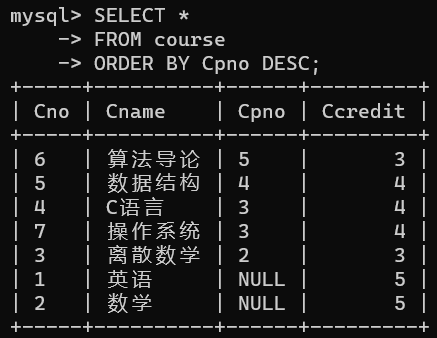 mysql> SELECT *
    -> FROM course
    -> ORDER BY Cpno DESC;
+-----+----------+------+---------+
| Cno | Cname    | Cpno | Ccredit |
+-----+----------+------+---------+
| 6   | 算法导论 | 5    |       3 |
| 5   | 数据结构 | 4    |       4 |
| 4   | C语言    | 3    |       4 |
| 7   | 操作系统 | 3    |       4 |
| 3   | 离散数学 | 2    |       3 |
| 1   | 英语     | NULL |       5 |
| 2   | 数学     | NULL |       5 |
+-----+----------+------+---------+